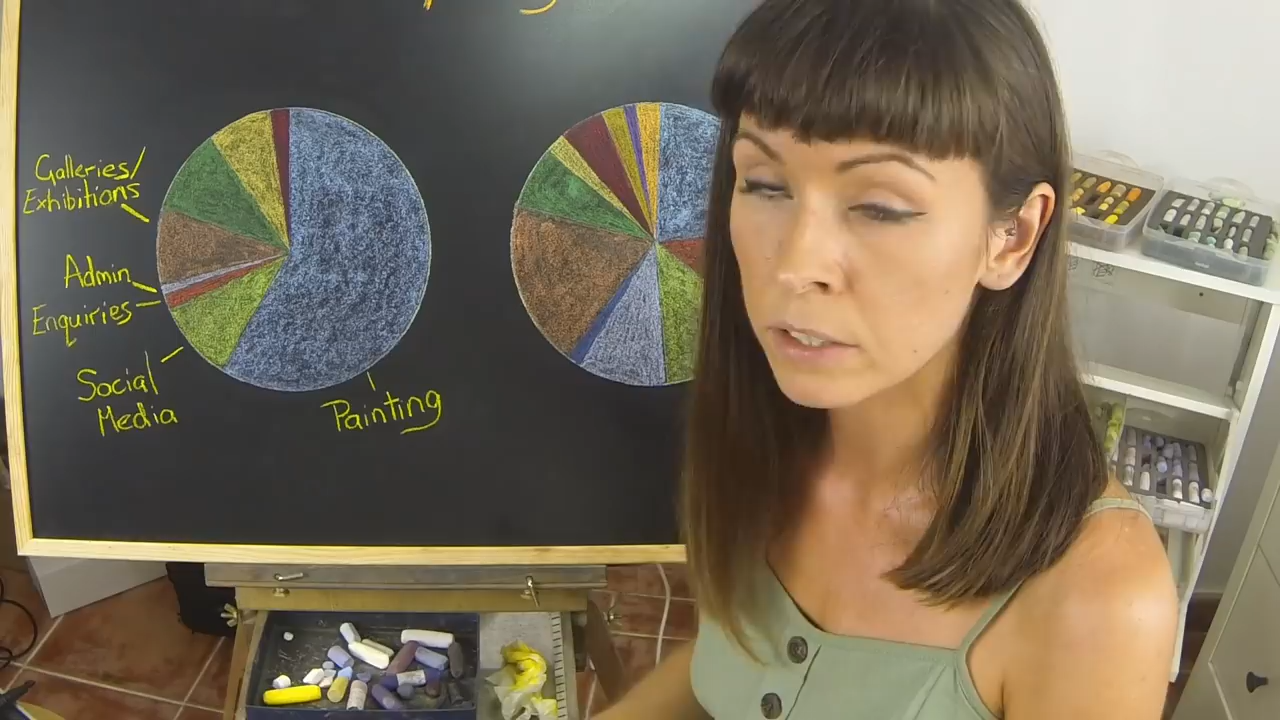 Galleries/
Exhibitions
Admin
Enquiries
Social
Media
Painting